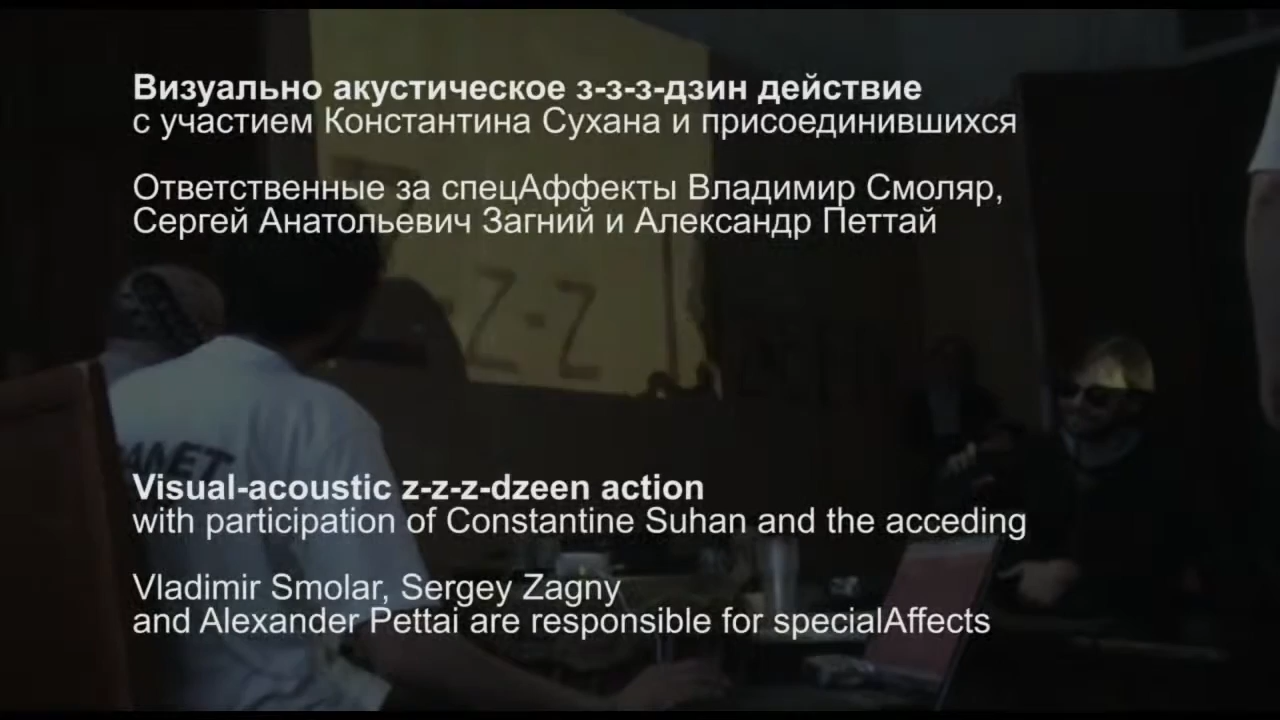 Визуально акустическое з-з-з-дзин действие
с участием Константина Сухана и присоединившихся
Ответственные за спецАффекты Владимир Смоляр,
Сергей Анатольевич Загний и Александр Петтай
-Z-Z
ANET
Visual-acoustic z-z-z-dzeen action
with participation of Constantine Suhan and the acceding
Vladimir Smolar, Sergey Zagny
and Alexander Pettai are responsible for specialAffects